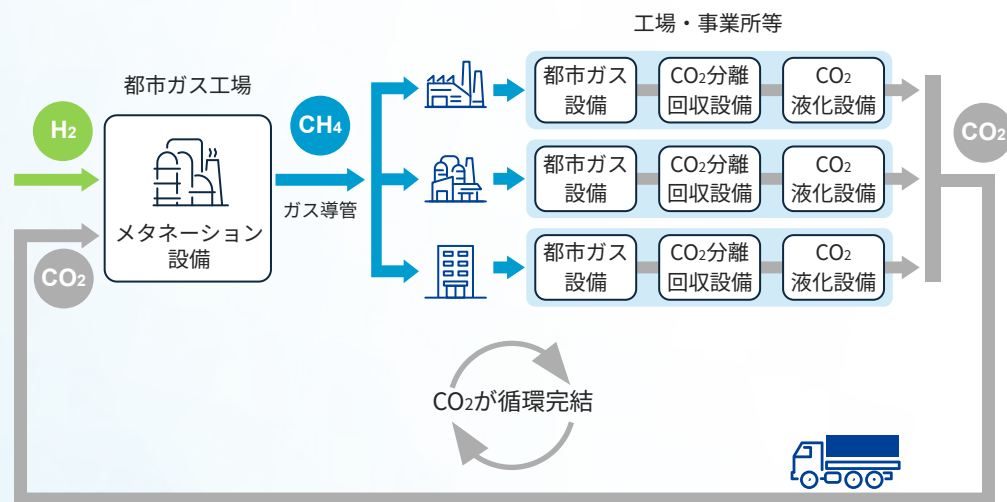 工場・事業所等
都市ガス工場
H2
メタネーション
設備
CO2
CH4
ガス導管
都市ガス
設備
CO2分離
回収設備
CO2
液化設備
都市ガス
設備
CO2分離
回収設備
CO2
液化設備
都市ガス
設備
CO2分離
回収設備
CO2
液化設備
CO2
CO2が循環完結